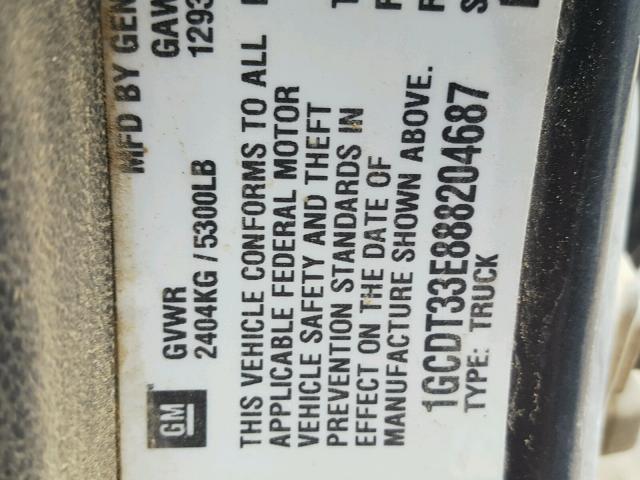 MFD BY GEN
GAW
1293
GVWR
2404KG / 5300LB
THIS VEHICLE CONFORMS TO ALL
APPLICABLE FEDERAL MOTOR
VEHICLE SAFETY AND THEFT
PREVENTION STANDARDS IN
EFFECT ON THE DATE OF
MANUFACTURE SHOWN ABOVE.
1GCDT33E888204687
TYPE: TRUCK
GM